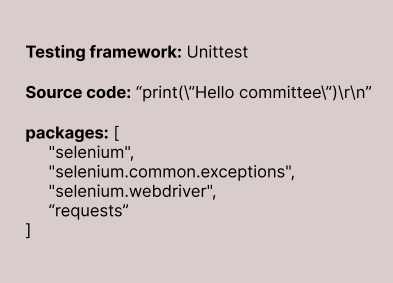 Testing framework: Unittest
Source code: “print(\”Hello committee\”)\r\n”
packages: [
"selenium",
"selenium.common.exceptions",
"selenium.webdriver",
“requests”
]